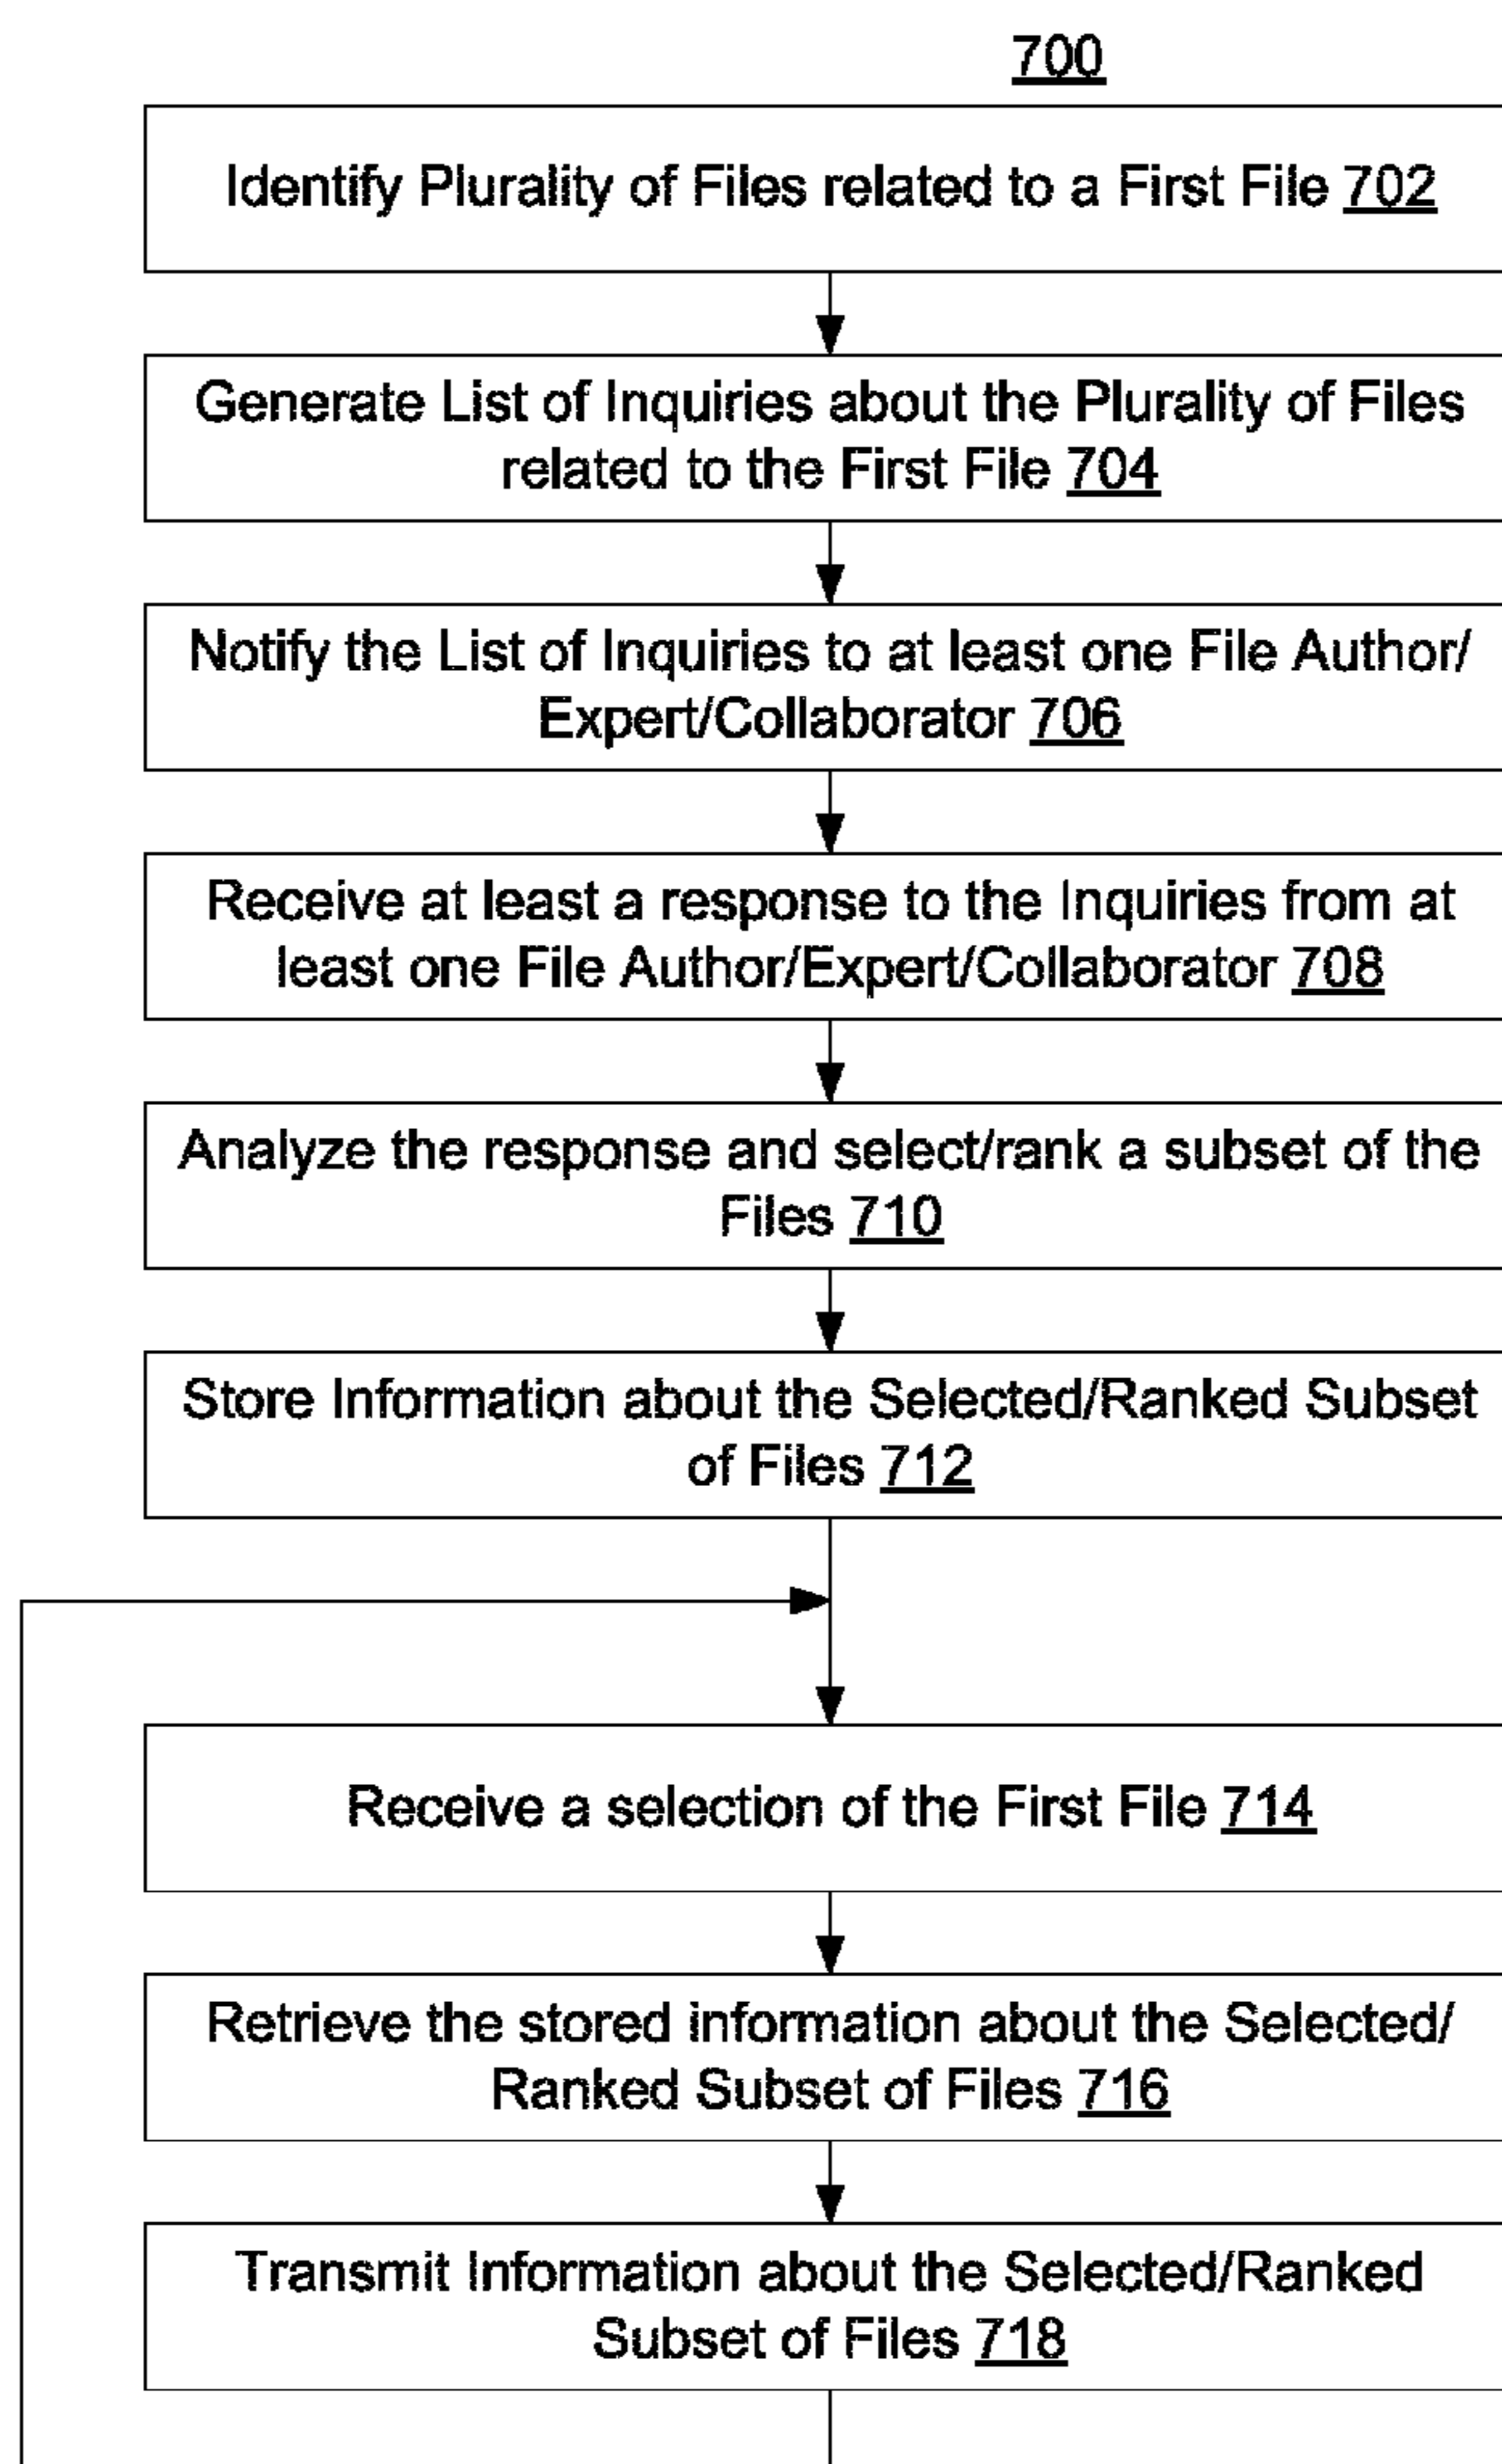 700
Identify Plurality of Files related to a First File 702
Generate List of Inquiries about the Plurality of Files
related to the First File 704
Notify the List of Inquiries to at least one File Author/
Expert/Collaborator 706
Receive at least a response to the Inquiries from at
least one File Author/Expert/Collaborator 708
Analyze the response and select/rank a subset of the
Files 710
Store Information about the Selected/Ranked Subset
of Files 712
Receive a selection of the First File 714
Retrieve the stored information about the Selected/
Ranked Subset of Files 716
Transmit Information about the Selected/Ranked
Subset of Files 718